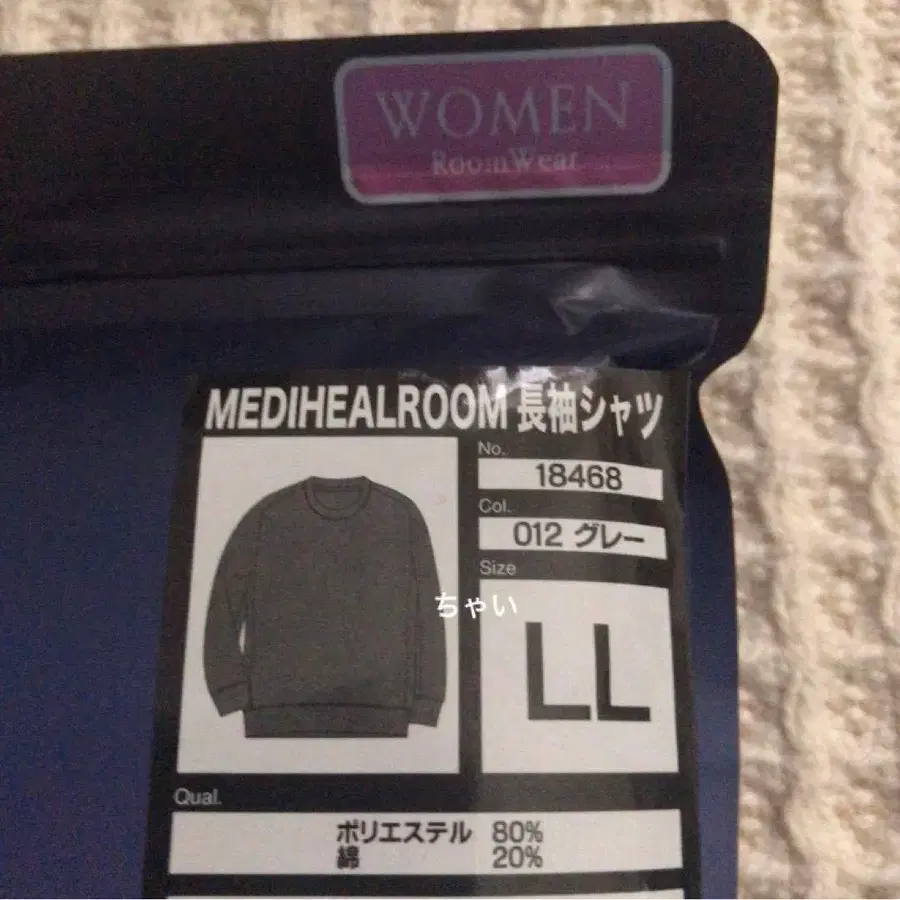 WOMEN
RoomWear
MEDIHEALROOM 長袖シャツ
No.
18468
Col.
012 グレー
Size
LL
ちゃい
Qual.
ポリエステル 80%
綿 20%